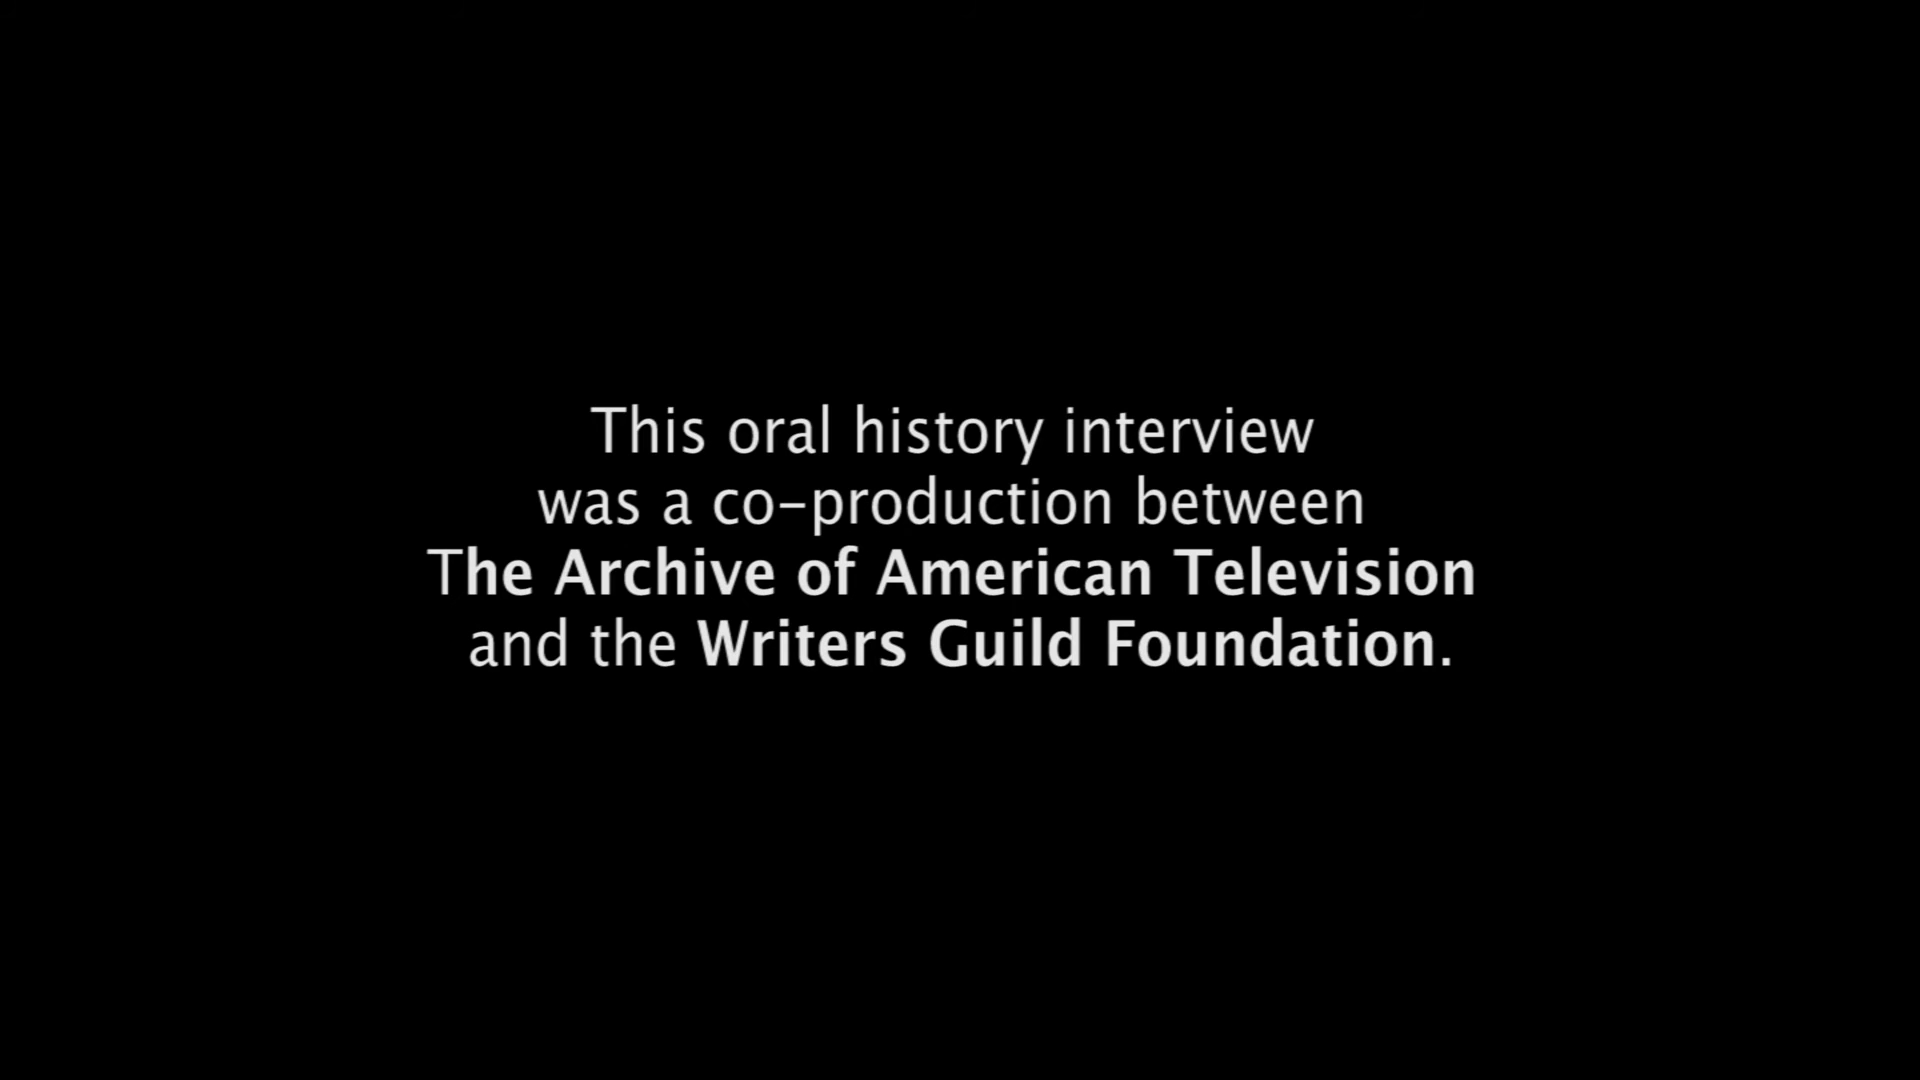 This oral history interview
was a co-production between
The Archive of American Television
and the Writers Guild Foundation.